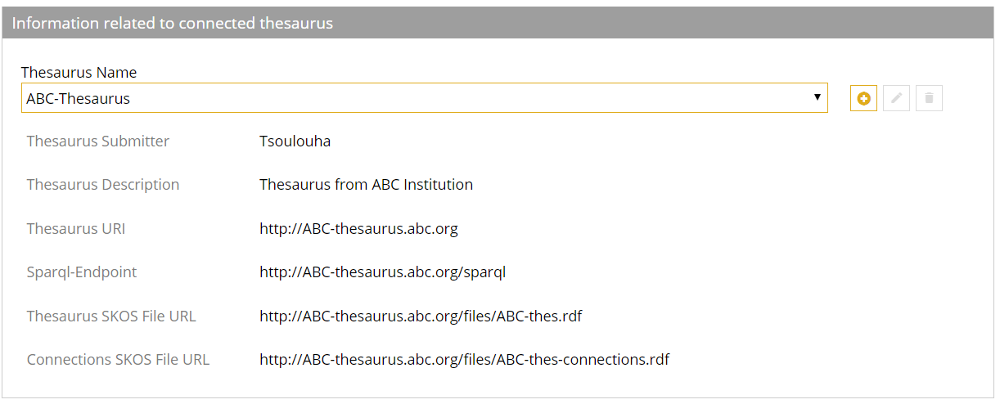 Information related to connected thesaurus
Thesaurus Name
ABC-Thesaurus
Thesaurus Submitter Tsoulouha
Thesaurus Description Thesaurus from ABC Institution
Thesaurus URI http://ABC-thesaurus.abc.org
Sparql-Endpoint http://ABC-thesaurus.abc.org/sparql
Thesaurus SKOS File URL http://ABC-thesaurus.abc.org/files/ABC-thes.rdf
Connections SKOS File URL http://ABC-thesaurus.abc.org/files/ABC-thes-connections.rdf